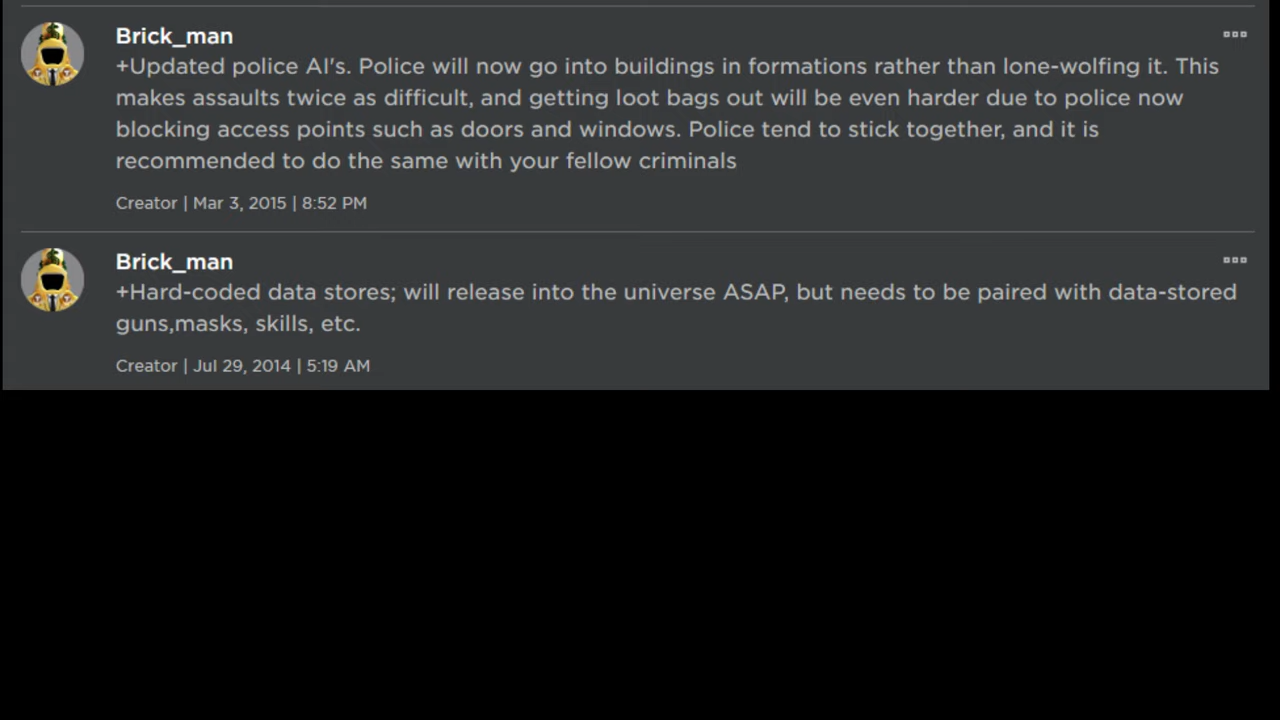 Brick_man
+Updated police AI's. Police will now go into buildings in formations rather than lone-wolfing it. This
makes assaults twice as difficult, and getting loot bags out will be even harder due to police now
blocking access points such as doors and windows. Police tend to stick together, and it is
recommended to do the same with your fellow criminals
Creator | Mar 3, 2015 | 8:52 PM
Brick_man
+Hard-coded data stores; will release into the universe ASAP, but needs to be paired with data-stored
guns,masks, skills, etc.
Creator | Jul 29, 2014 | 5:19 AM